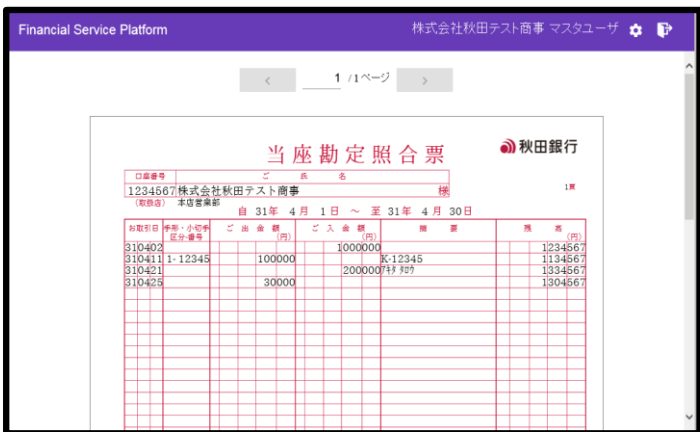 Financial Service Platform
株式会社秋田テスト商事 マスタユーザ
1 /1ページ
当座勘定照合票
秋田銀行
口座番号 ご氏名
1234567 株式会社秋田テスト商事 様
1頁
(取扱店) 本店営業部
自 31年 4月 1日 ～ 至 31年 4月 30日
お取引日 手形・小切手区分・番号 ご出金額(円) ご入金額(円) 摘要 残高(円)
310402 1000000 1234567
310411 1-12345 100000 K-12345 1134567
310421 200000 ｱｷﾀ ﾀﾛｳ 1334567
310425 30000 1304567